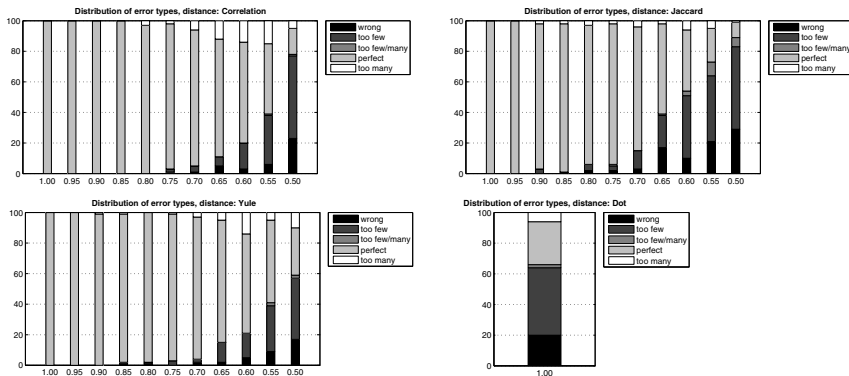 Distribution of error types, distance: Correlation
100
80
60
40
20
0
1.00 0.95 0.90 0.85 0.80 0.75 0.70 0.65 0.60 0.55 0.50
wrong
too few
too few/many
perfect
too many
Distribution of error types, distance: Jaccard
100
80
60
40
20
0
1.00 0.95 0.90 0.85 0.80 0.75 0.70 0.65 0.60 0.55 0.50
wrong
too few
too few/many
perfect
too many
Distribution of error types, distance: Yule
100
80
60
40
20
0
1.00 0.95 0.90 0.85 0.80 0.75 0.70 0.65 0.60 0.55 0.50
wrong
too few
too few/many
perfect
too many
Distribution of error types, distance: Dot
100
80
60
40
20
0
1.00
wrong
too few
too few/many
perfect
too many